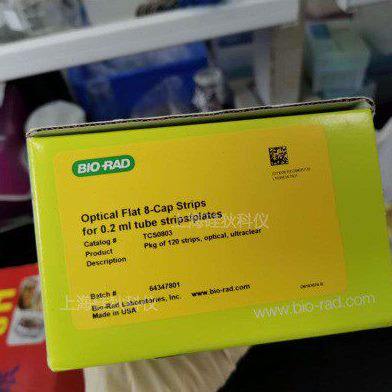 BIO-RAD
Optical Flat 8-Cap Strips
for 0.2 ml tube strips/plates
Catalog # TCS0803
Product Description Pkg of 120 strips, optical, ultraclear
Batch # 64347801
Bio-Rad Laboratories, Inc. www.bio-rad.com
Made in USA
www.bio-rad.com